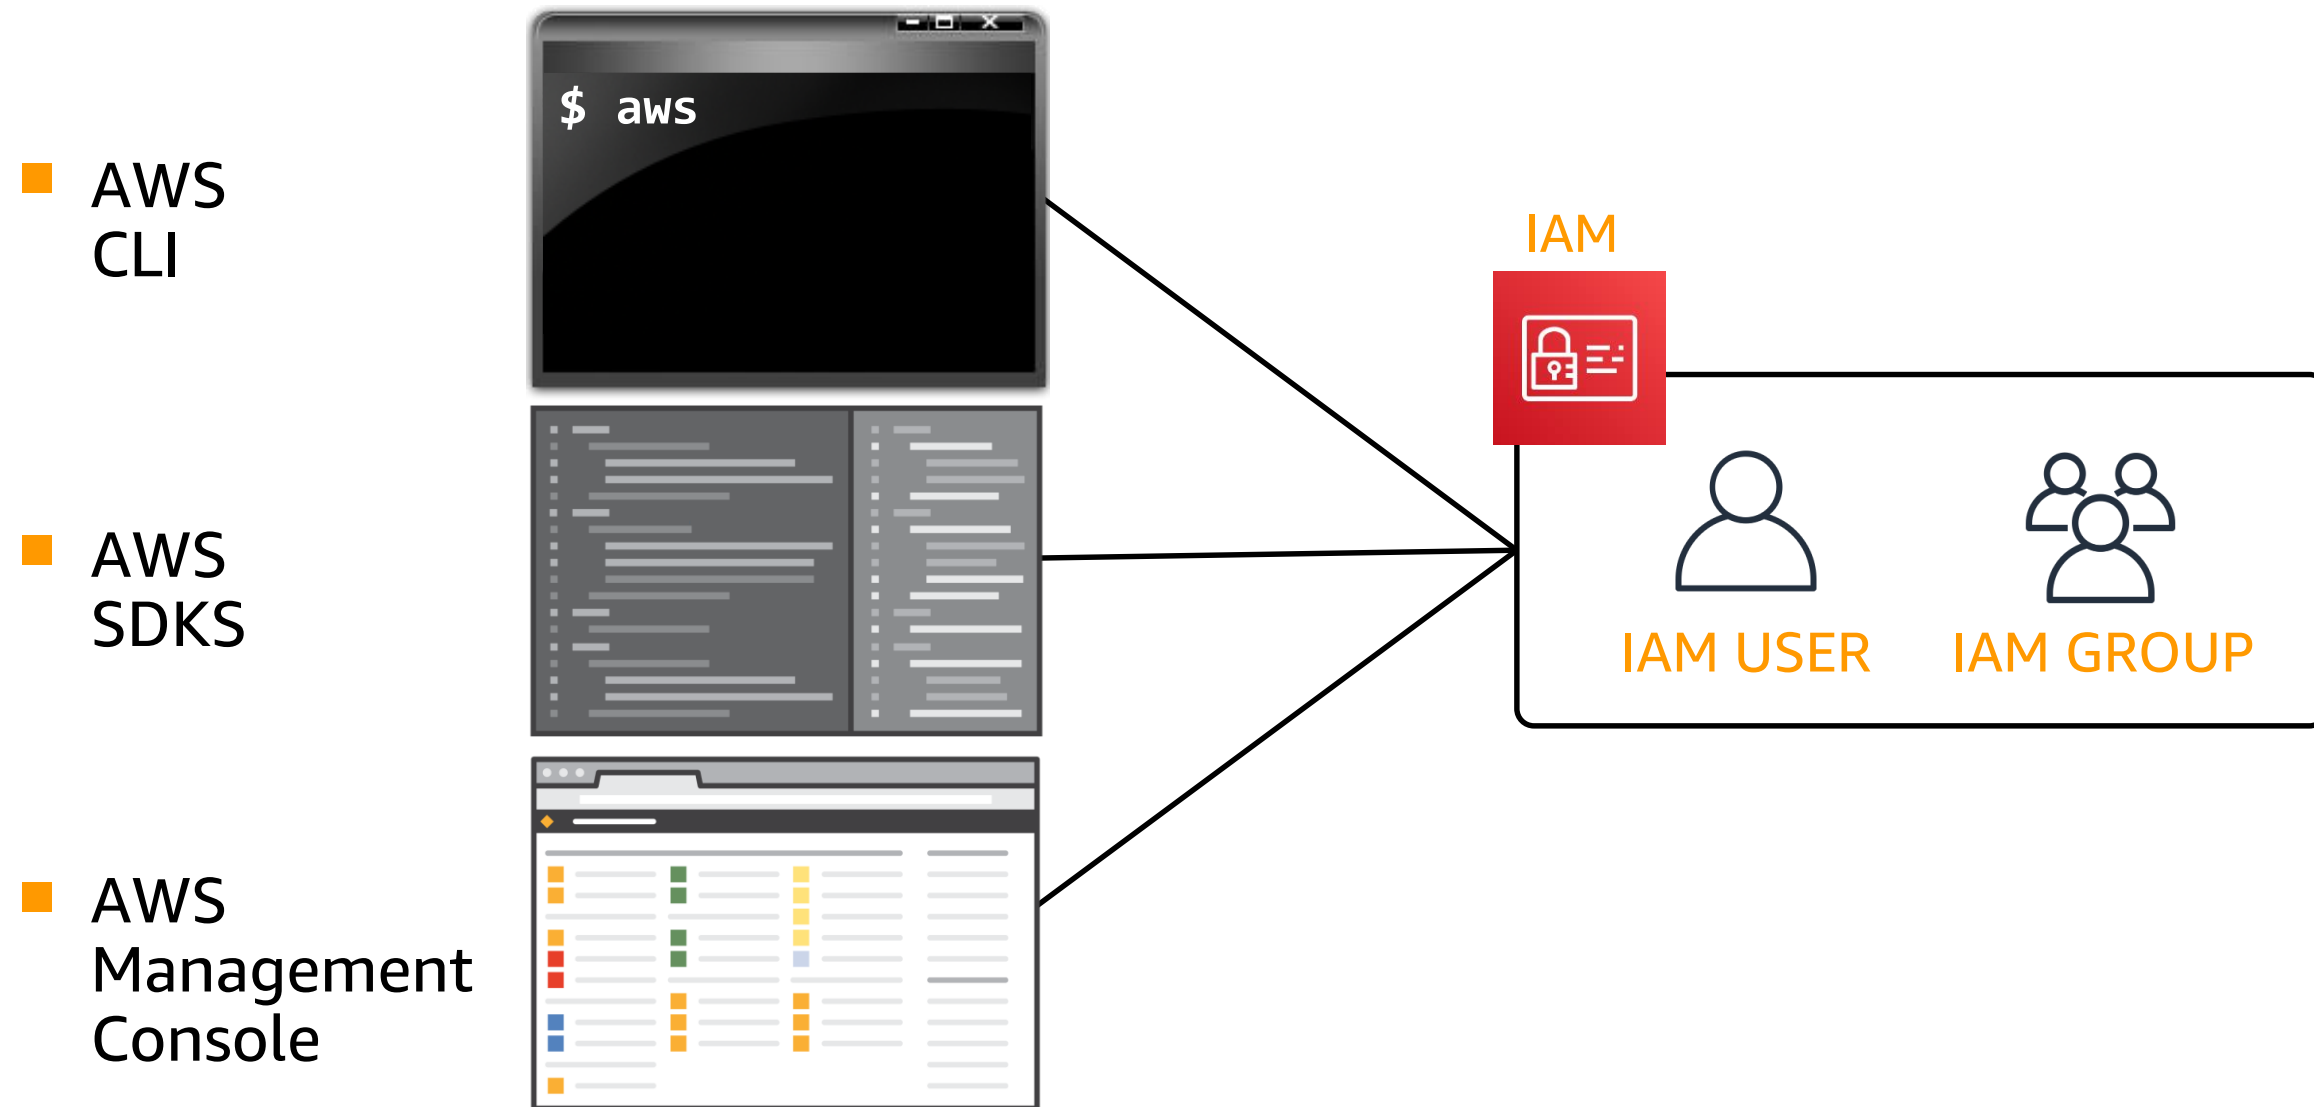 $ aws
AWS
CLI
IAM
AWS
SDKS
IAM USER
IAM GROUP
AWS
Management
Console